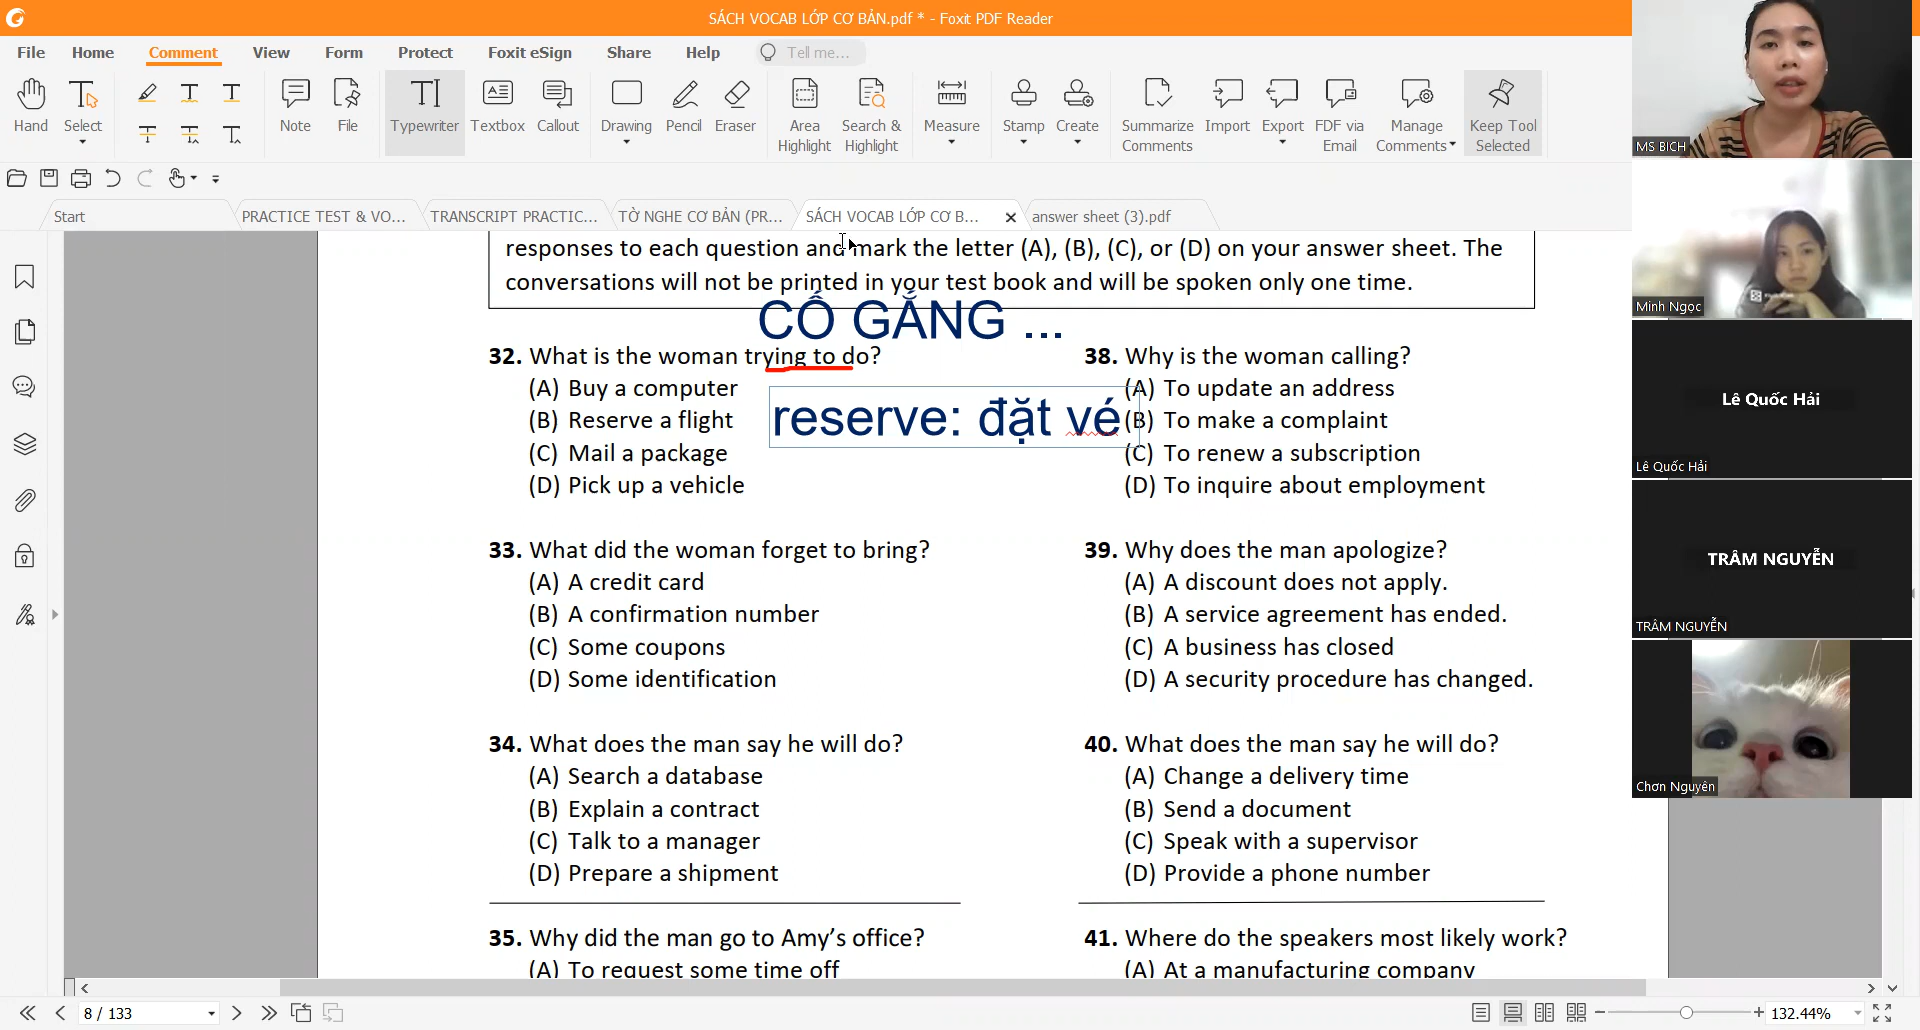 SÁCH VOCAB LỚP CƠ BẢN.pdf * - Foxit PDF Reader
File Home Comment View Form Protect Foxit eSign Share Help Tell me...
Hand Select Note File Typewriter Textbox Callout Drawing Pencil Eraser Area Highlight Search & Highlight Measure Stamp Create Summarize Comments Import Export FDF via Email Manage Comments Keep Tool Selected
Start PRACTICE TEST & VO... TRANSCRIPT PRACTIC... TỜ NGHE CƠ BẢN (PR... SÁCH VOCAB LỚP CƠ B... answer sheet (3).pdf
responses to each question and mark the letter (A), (B), (C), or (D) on your answer sheet. The
conversations will not be printed in your test book and will be spoken only one time.
CỐ GẮNG ...
32. What is the woman trying to do?
(A) Buy a computer
(B) Reserve a flight
reserve: đặt vé
(C) Mail a package
(D) Pick up a vehicle
33. What did the woman forget to bring?
(A) A credit card
(B) A confirmation number
(C) Some coupons
(D) Some identification
34. What does the man say he will do?
(A) Search a database
(B) Explain a contract
(C) Talk to a manager
(D) Prepare a shipment
35. Why did the man go to Amy's office?
(A) To request some time off
38. Why is the woman calling?
(A) To update an address
(B) To make a complaint
(C) To renew a subscription
(D) To inquire about employment
39. Why does the man apologize?
(A) A discount does not apply.
(B) A service agreement has ended.
(C) A business has closed
(D) A security procedure has changed.
40. What does the man say he will do?
(A) Change a delivery time
(B) Send a document
(C) Speak with a supervisor
(D) Provide a phone number
41. Where do the speakers most likely work?
(A) At a manufacturing company
MS BICH
Minh Ngọc
Lê Quốc Hải
Lê Quốc Hải
TRÂM NGUYỄN
TRÂM NGUYỄN
Chơn Nguyên
8 / 133
132.44%